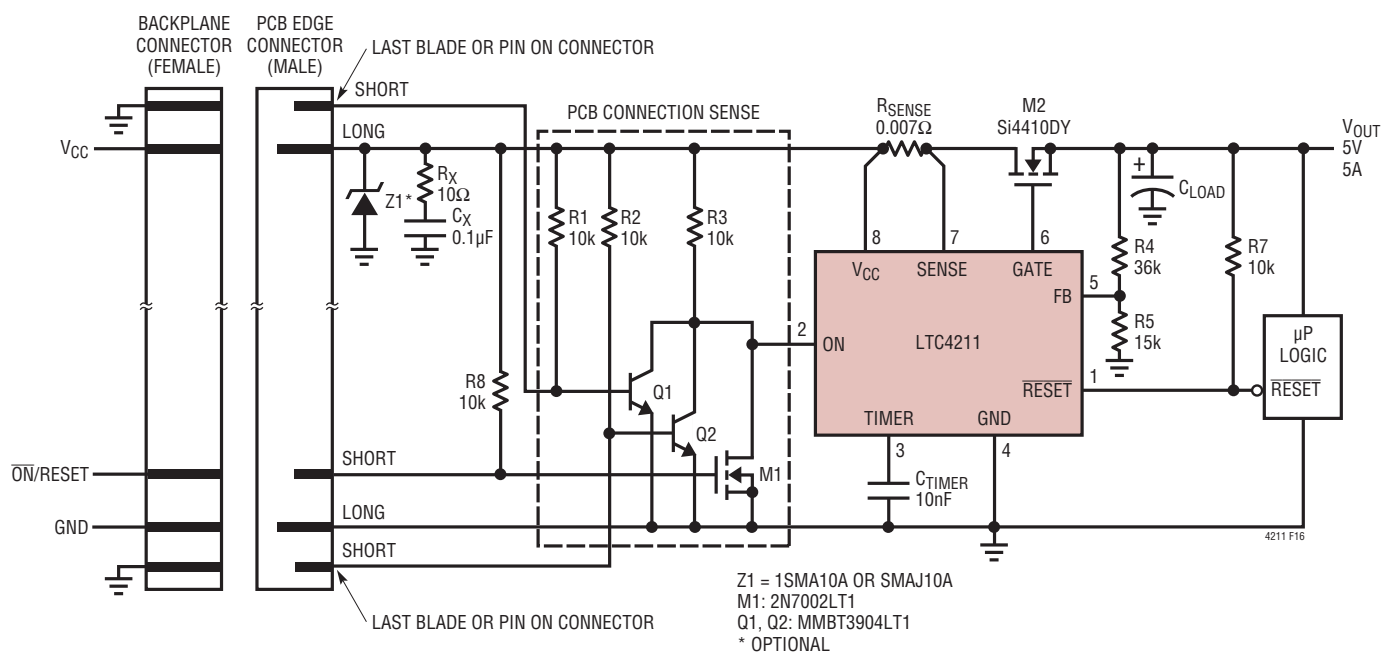 BACKPLANE
CONNECTOR
(FEMALE)
PCB EDGE
CONNECTOR
(MALE)
LAST BLADE OR PIN ON CONNECTOR
SHORT
LONG
VCC
Z1*
RX
10Ω
CX
0.1µF
PCB CONNECTION SENSE
R1
10k
R2
10k
R3
10k
RSENSE
0.007Ω
M2
Si4410DY
VOUT
5V
5A
+
CLOAD
R4
36k
R7
10k
8
7
6
VCC
SENSE
GATE
5
FB
R5
15k
2
ON
LTC4211
µP
LOGIC
RESET
1
RESET
R8
10k
Q1
Q2
M1
TIMER
GND
3
4
CTIMER
10nF
ON/RESET
SHORT
GND
LONG
SHORT
4211 F16
LAST BLADE OR PIN ON CONNECTOR
Z1 = 1SMA10A OR SMAJ10A
M1: 2N7002LT1
Q1, Q2: MMBT3904LT1
* OPTIONAL